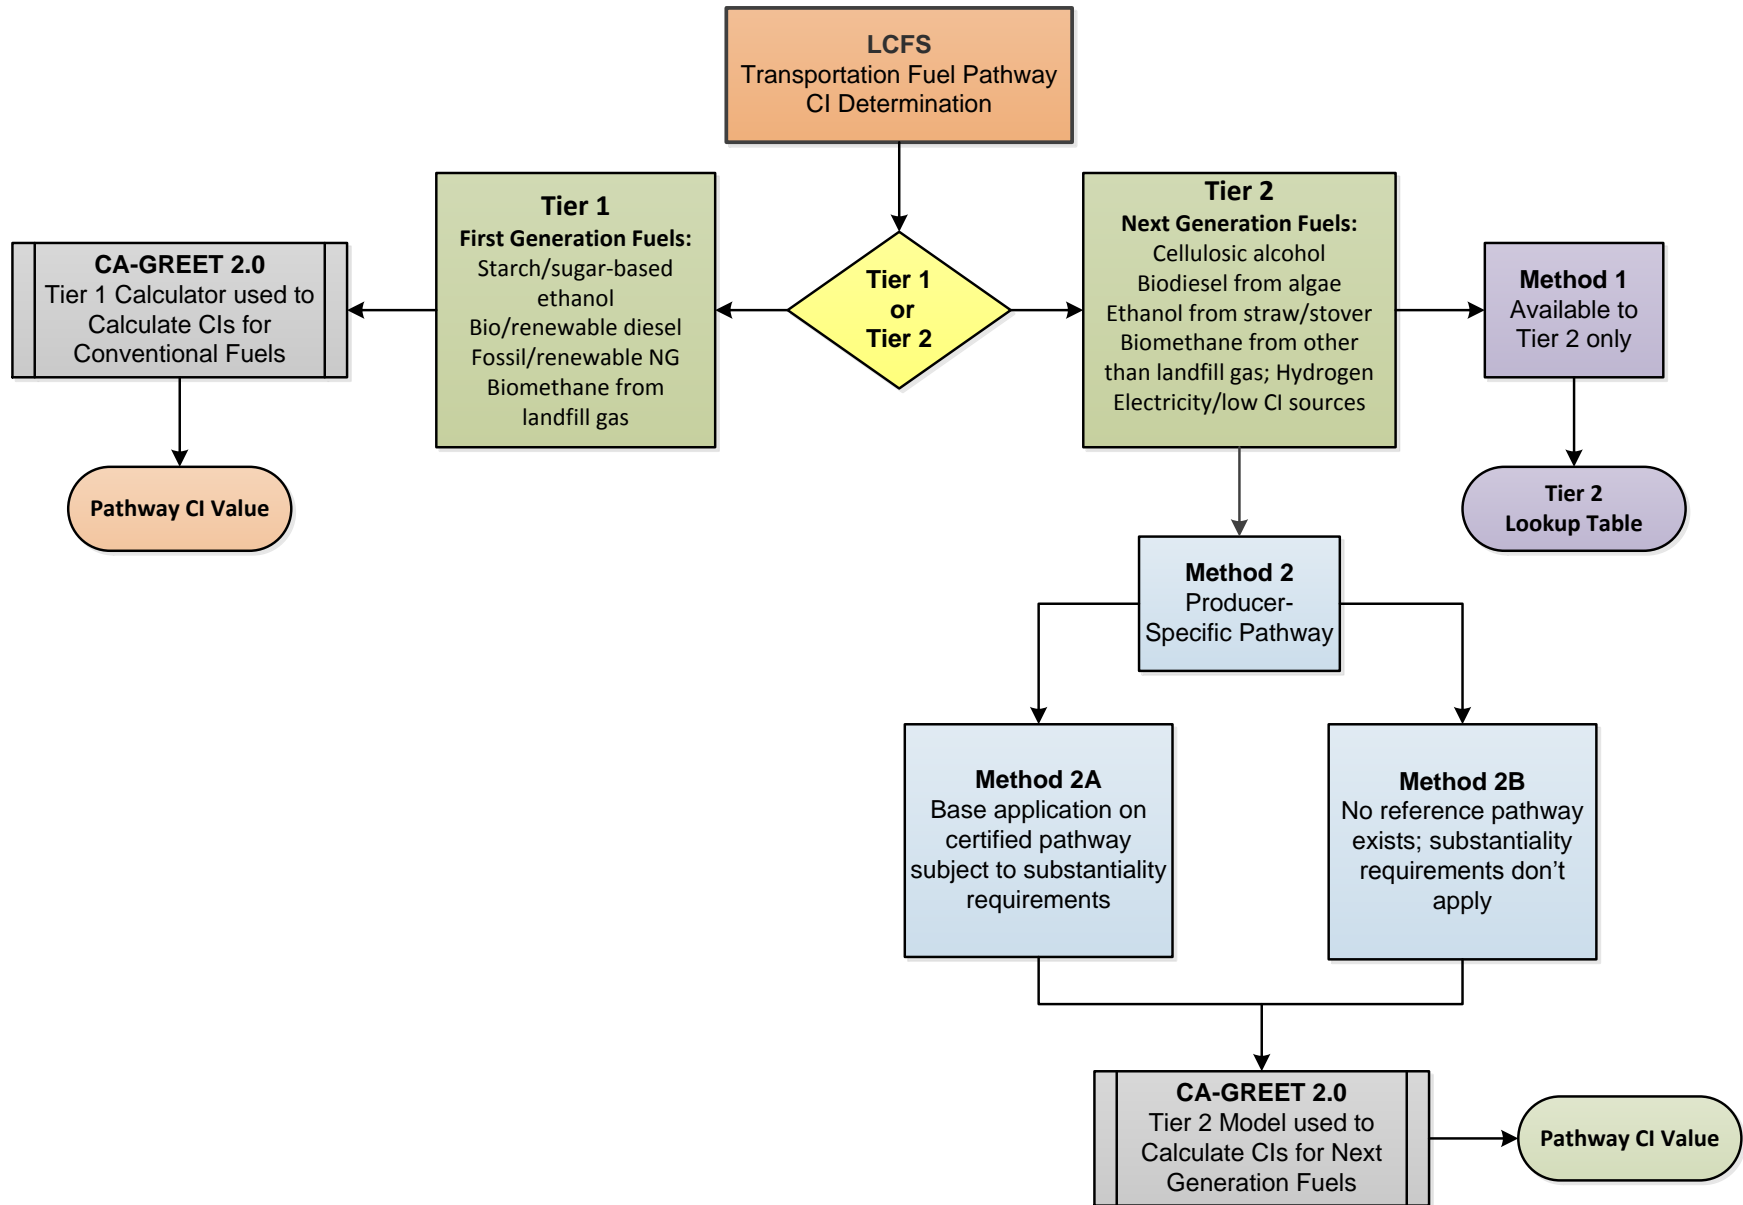 LCFS
Transportation Fuel Pathway
CI Determination
Tier 1
or
Tier 2
Tier 1
First Generation Fuels:
Starch/sugar-based
ethanol
Bio/renewable diesel
Fossil/renewable NG
Biomethane from
landfill gas
CA-GREET 2.0
Tier 1 Calculator used to
Calculate CIs for
Conventional Fuels
Pathway CI Value
Tier 2
Next Generation Fuels:
Cellulosic alcohol
Biodiesel from algae
Ethanol from straw/stover
Biomethane from other
than landfill gas; Hydrogen
Electricity/low CI sources
Method 1
Available to
Tier 2 only
Tier 2
Lookup Table
Method 2
Producer-
Specific Pathway
Method 2A
Base application on
certified pathway
subject to substantiality
requirements
Method 2B
No reference pathway
exists; substantiality
requirements don’t
apply
CA-GREET 2.0
Tier 2 Model used to
Calculate CIs for Next
Generation Fuels
Pathway CI Value